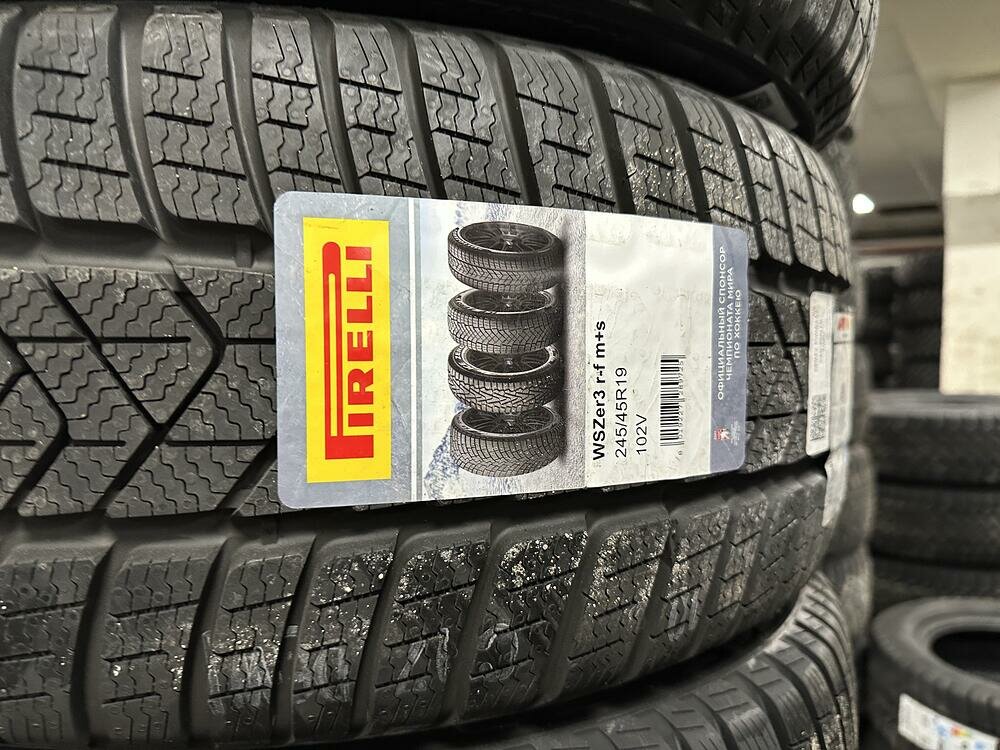 PIRELLI
WSZer3 r-f m+s
245/45R19
102V
ОФИЦИАЛЬНЫЙ СПОНСОР
ЧЕМПИОНАТА МИРА
ПО ХОККЕЮ